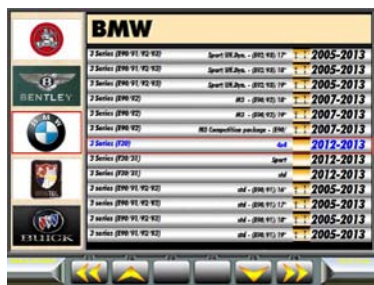 BMW
3 Series (E90/91/92/93) Sport UK,Aya. - (E92/93) 17" 2005-2013
3 Series (E90/91/92/93) Sport UK,Aya. - (E92/93) 18" 2005-2013
3 Series (E90/91/92/93) Sport UK,Aya. - (E92/93) 19" 2005-2013
3 Series (E90/92) M3 - (E90/92) 18" 2007-2013
3 Series (E90/92) M3 - (E90/92) 19" 2007-2013
3 Series (E90/92) M3 Competition package - (E90) 2007-2013
3 Series (F30) 4x4 2012-2013
3 Series (F30/31) Sport 2012-2013
3 Series (F30/31) std 2012-2013
3 Series (E90/91/92/93) std - (E90/91) 16" 2005-2013
3 Series (E90/91/92/93) std - (E90/91) 17" 2005-2013
3 Series (E90/91/92/93) std - (E90/91) 18" 2005-2013
3 Series (E90/91/92/93) std - (E90/91) 19" 2005-2013
B
BENTLEY
BMW
BUICK